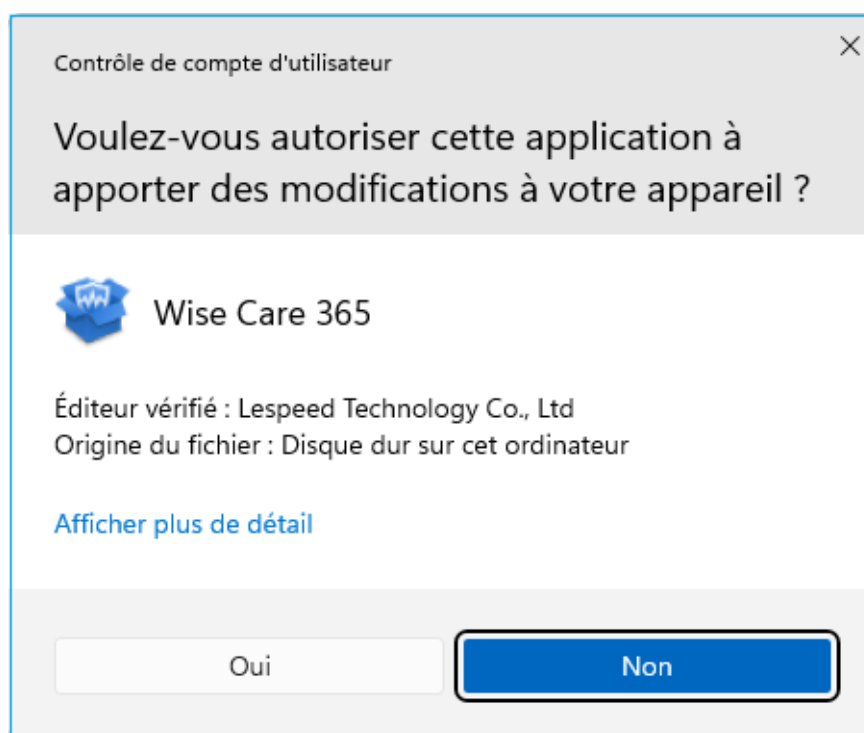 Contrôle de compte d'utilisateur
Voulez-vous autoriser cette application à
apporter des modifications à votre appareil ?
Wise Care 365
Éditeur vérifié : Lespeed Technology Co., Ltd
Origine du fichier : Disque dur sur cet ordinateur
Afficher plus de détail
Oui
Non